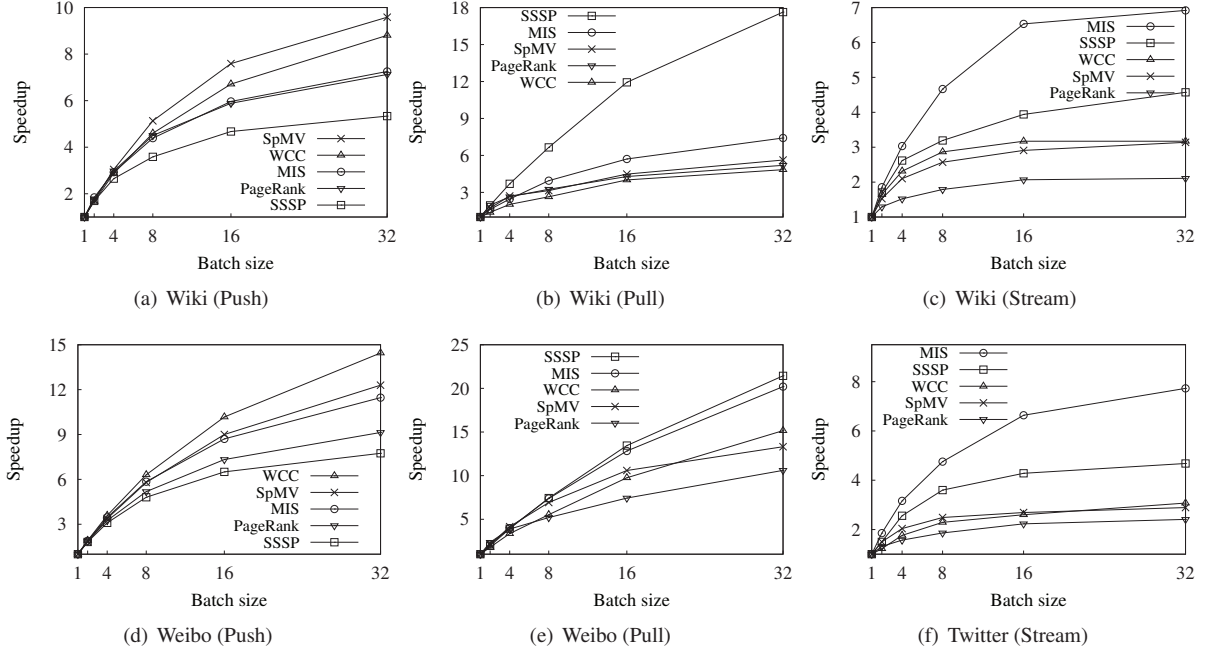 10
8
6
4
2
Speedup
SpMV
WCC
MIS
PageRank
SSSP
1 4 8 16 32
Batch size
(a) Wiki (Push)
18
15
12
9
6
3
Speedup
SSSP
MIS
SpMV
PageRank
WCC
1 4 8 16 32
Batch size
(b) Wiki (Pull)
7
6
5
4
3
2
1
Speedup
MIS
SSSP
WCC
SpMV
PageRank
1 4 8 16 32
Batch size
(c) Wiki (Stream)
15
12
9
6
3
Speedup
WCC
SpMV
MIS
PageRank
SSSP
1 4 8 16 32
Batch size
(d) Weibo (Push)
25
20
15
10
5
Speedup
SSSP
MIS
WCC
SpMV
PageRank
1 4 8 16 32
Batch size
(e) Weibo (Pull)
8
6
4
2
Speedup
MIS
SSSP
WCC
SpMV
PageRank
1 4 8 16 32
Batch size
(f) Twitter (Stream)